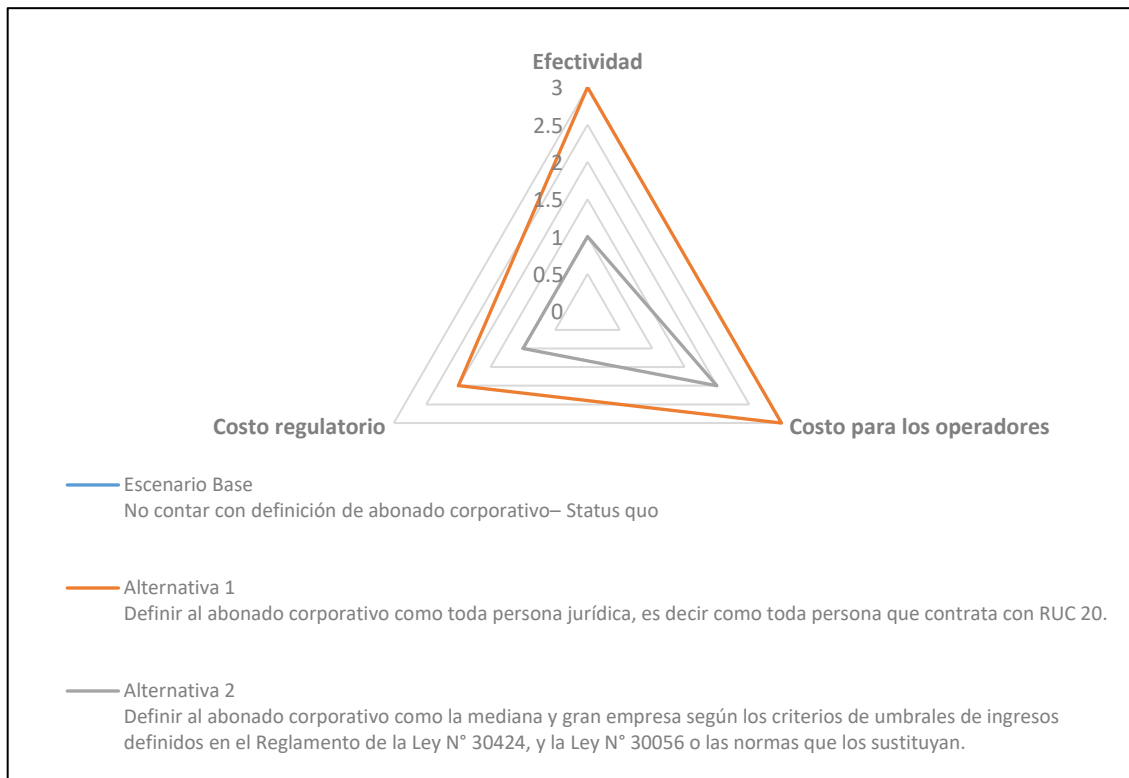 Efectividad
3
2.5
2
1.5
1
0.5
0
Costo regulatorio
Costo para los operadores
Escenario Base
No contar con definición de abonado corporativo– Status quo
Alternativa 1
Definir al abonado corporativo como toda persona jurídica, es decir como toda persona que contrata con RUC 20.
Alternativa 2
Definir al abonado corporativo como la mediana y gran empresa según los criterios de umbrales de ingresos
definidos en el Reglamento de la Ley N° 30424, y la Ley N° 30056 o las normas que los sustituyan.